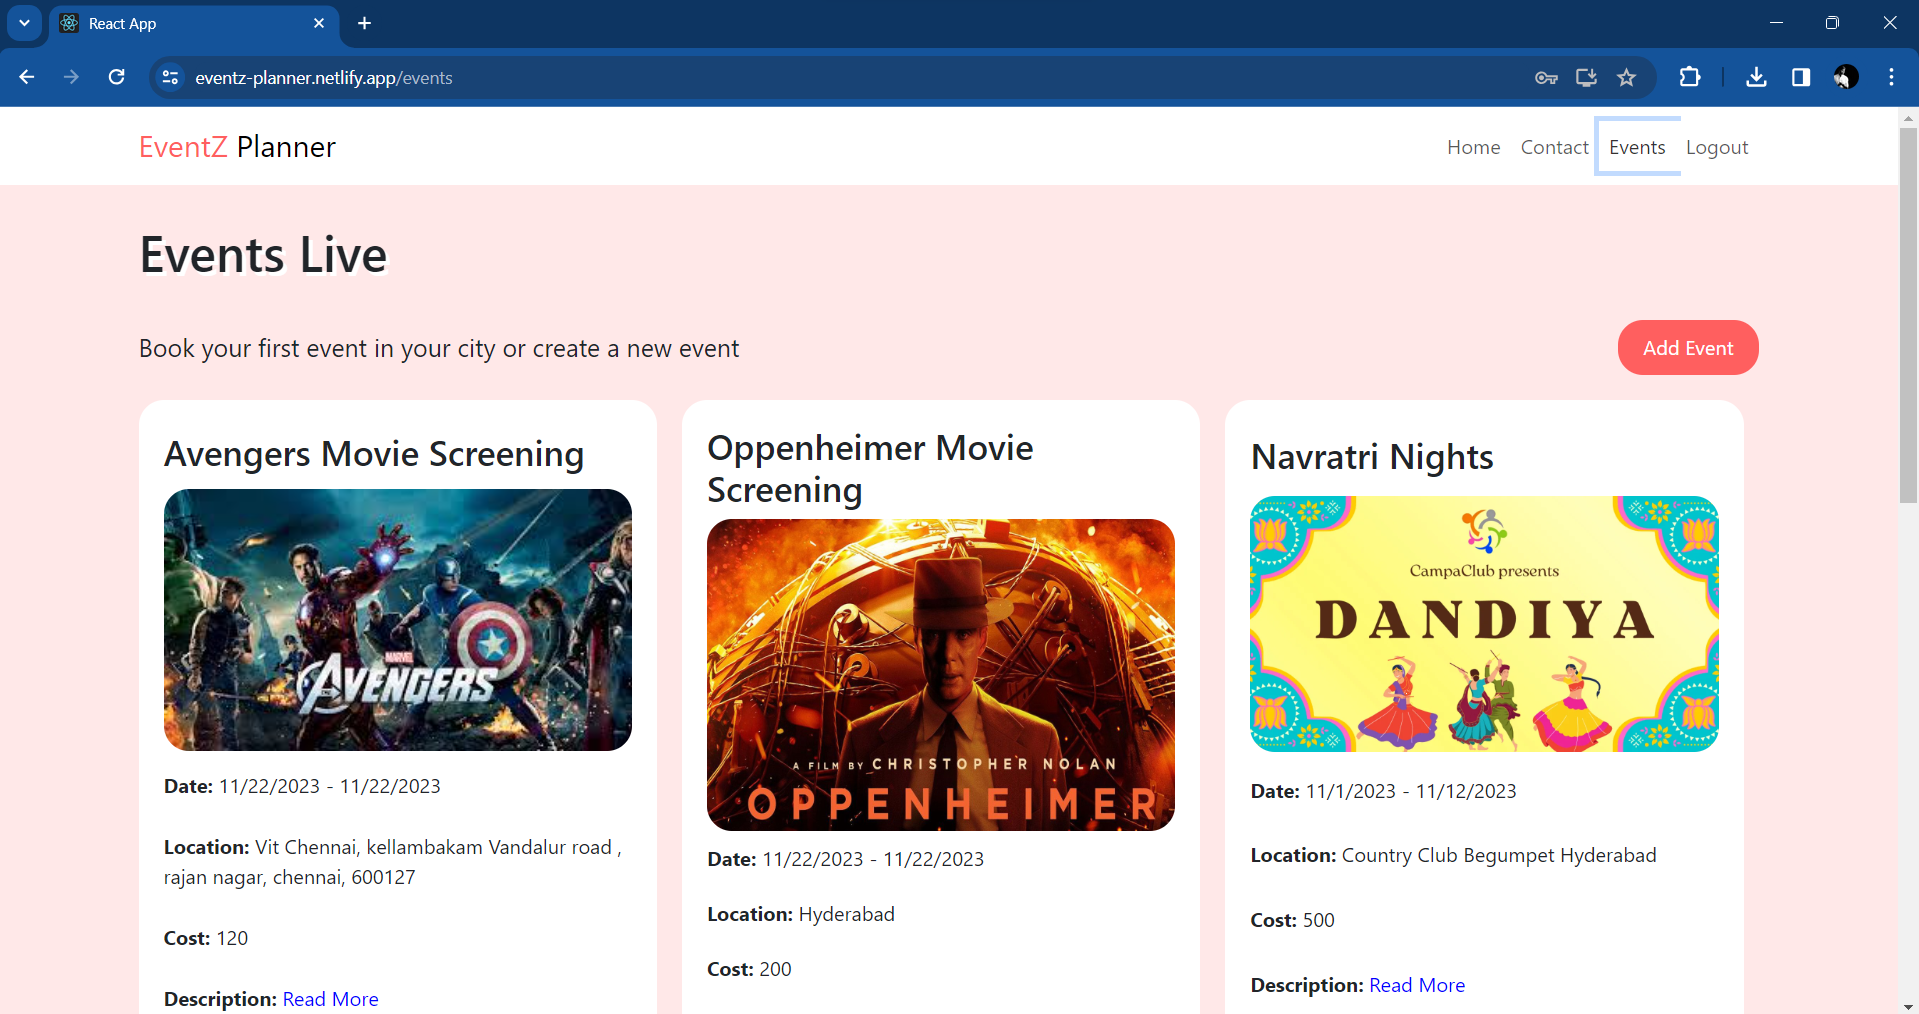 React App
eventz-planner.netlify.app/events
EventZ Planner
Home Contact Events Logout
Events Live
Book your first event in your city or create a new event
Add Event
Avengers Movie Screening
MARVEL
AVENGERS
Date: 11/22/2023 - 11/22/2023
Location: Vit Chennai, kellambakam Vandalur road ,
rajan nagar, chennai, 600127
Cost: 120
Description: Read More
Oppenheimer Movie
Screening
A FILM BY CHRISTOPHER NOLAN
OPPENHEIMER
Date: 11/22/2023 - 11/22/2023
Location: Hyderabad
Cost: 200
Navratri Nights
CampaClub presents
DANDIYA
Date: 11/1/2023 - 11/12/2023
Location: Country Club Begumpet Hyderabad
Cost: 500
Description: Read More